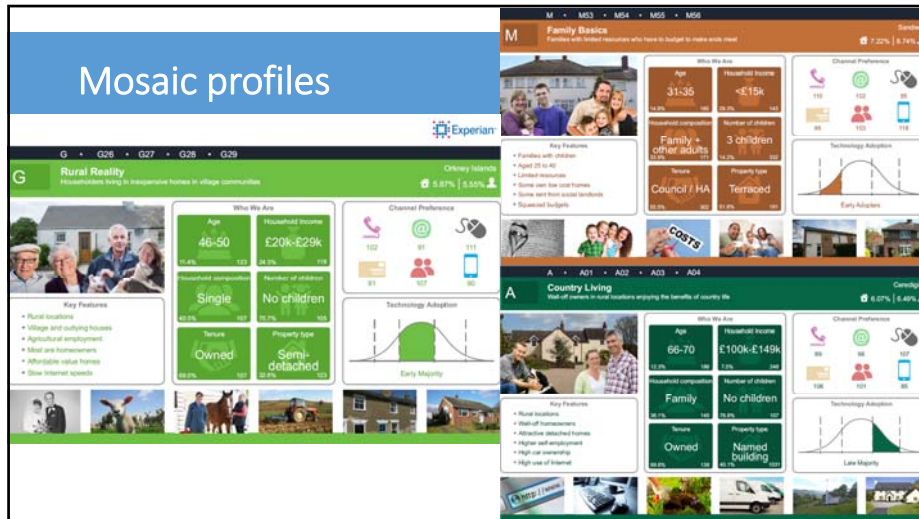 Mosaic profiles
Experian
G • G26 • G27 • G28 • G29
G
Rural Reality
Householders living in inexpensive homes in village communities
Orkney Islands
5.87% | 5.55%
Who We Are
Age
46-50
Household Income
£20k-£29k
Household composition
Single
Number of children
No children
Tenure
Owned
Property type
Semi-
detached
Channel Preference
102 91 111
107
Key Features
• Rural locations
• Village and outlying houses
• Agricultural employment
• Most are homeowners
• Affordable value homes
• Slow Internet speeds
Technology Adoption
Early Majority
M • M53 • M54 • M55 • M56
M
Family Basics
Families with limited resources who have to budget to make ends meet
7.22% | 8.74%
Who We Are
Age
31-35
Household Income
<£15k
Household composition
Family +
other adults
Number of children
3 children
Tenure
Council / HA
Property type
Terraced
Channel Preference
Key Features
• Families with children
• Aged 25 to 40
• Limited resources
• Some own low cost homes
• Some rent from social landlords
• Squeezed budgets
Technology Adoption
Early Adopters
COSTS
A • A01 • A02 • A03 • A04
A
Country Living
Well-off owners in rural locations enjoying the benefits of country life
6.07% | 6.49%
Who We Are
Age
66-70
Household Income
£100k-£149k
Household composition
Family
Number of children
No children
Tenure
Owned
Property type
Named
building
Channel Preference
107
101
Key Features
• Rural locations
• Well-off homeowners
• Attractive detached homes
• Higher self-employment
• High car ownership
• High use of Internet
Technology Adoption
Late Majority
http://www.